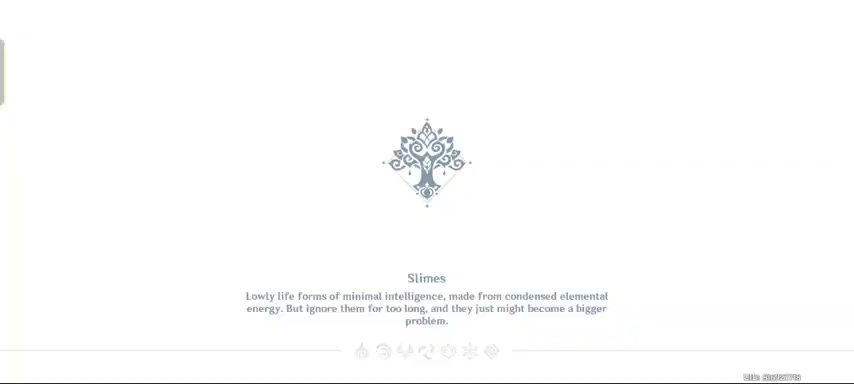 Slimes
Lowly life forms of minimal intelligence, made from condensed elemental
energy. But ignore them for too long, and they just might become a bigger
problem.